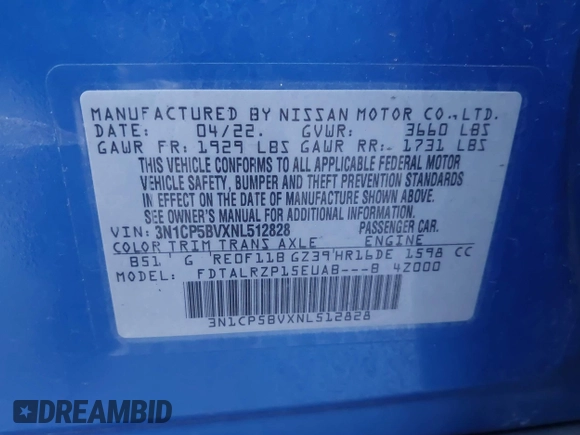 MANUFACTURED BY NISSAN MOTOR CO.,LTD.
DATE: 04/22. GVWR: 3660 LBS
GAWR FR: 1929 LBS GAWR RR:- 1731 LBS
THIS VEHICLE CONFORMS TO ALL APPLICABLE FEDERAL MOTOR
VEHICLE SAFETY, BUMPER AND THEFT PREVENTION STANDARDS
IN EFFECT ON THE DATE OF MANUFACTURE SHOWN ABOVE.
SEE OWNER'S MANUAL FOR ADDITIONAL INFORMATION.
VIN: 3N1CP5BVXNL512828 PASSENGER CAR.
COLOR TRIM TRANS AXLE ENGINE
B51 G RE0F11B GZ39 HR16DE 1598 CC
MODEL: FDTALRZP15EUAB---B 4Z000
3N1CP5BVXNL512828
DREAMBID